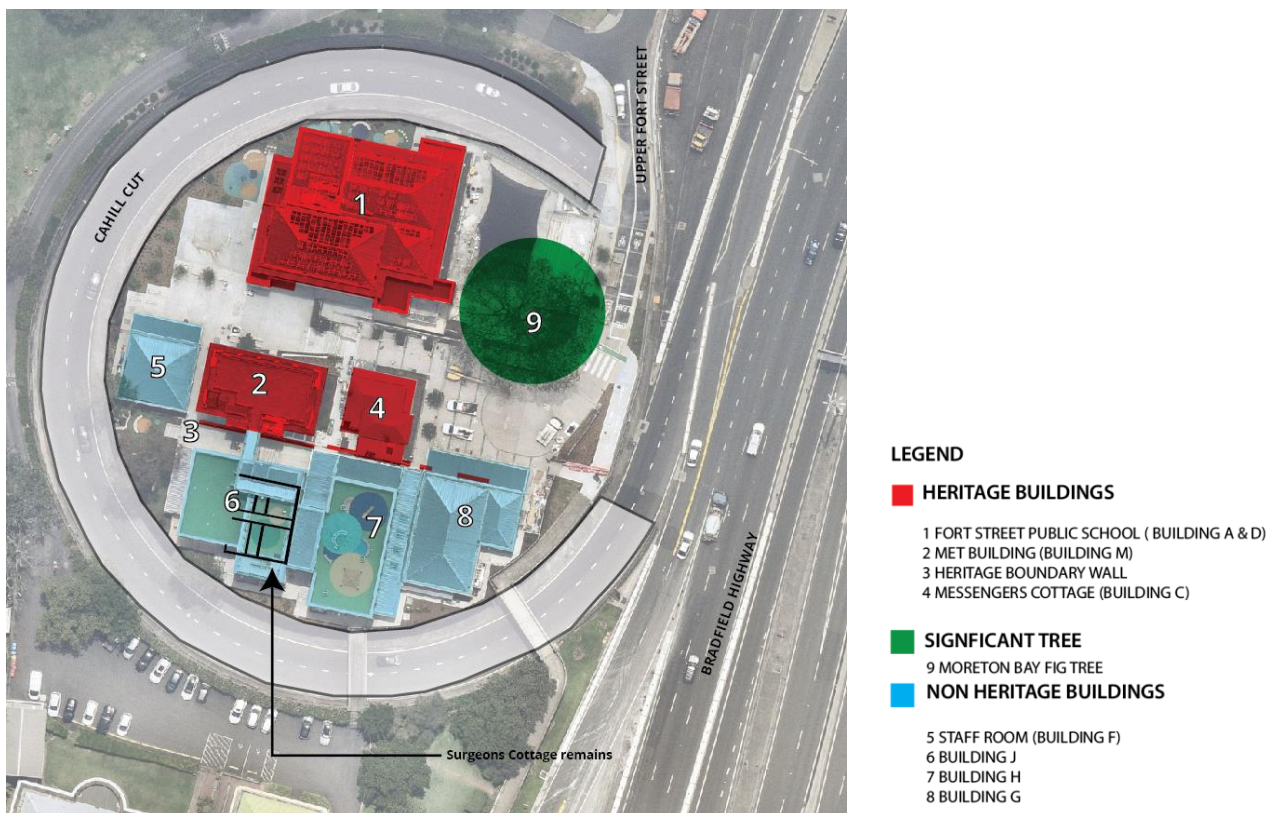 UPPER FORT STREET
CAHILL CUT
1
9
5
2
4
3
6
7
8
BRADFIELD HIGHWAY
Surgeons Cottage remains
LEGEND
HERITAGE BUILDINGS
1 FORT STREET PUBLIC SCHOOL ( BUILDING A & D)
2 MET BUILDING (BUILDING M)
3 HERITAGE BOUNDARY WALL
4 MESSENGERS COTTAGE (BUILDING C)
SIGNFICANT TREE
9 MORETON BAY FIG TREE
NON HERITAGE BUILDINGS
5 STAFF ROOM (BUILDING F)
6 BUILDING J
7 BUILDING H
8 BUILDING G